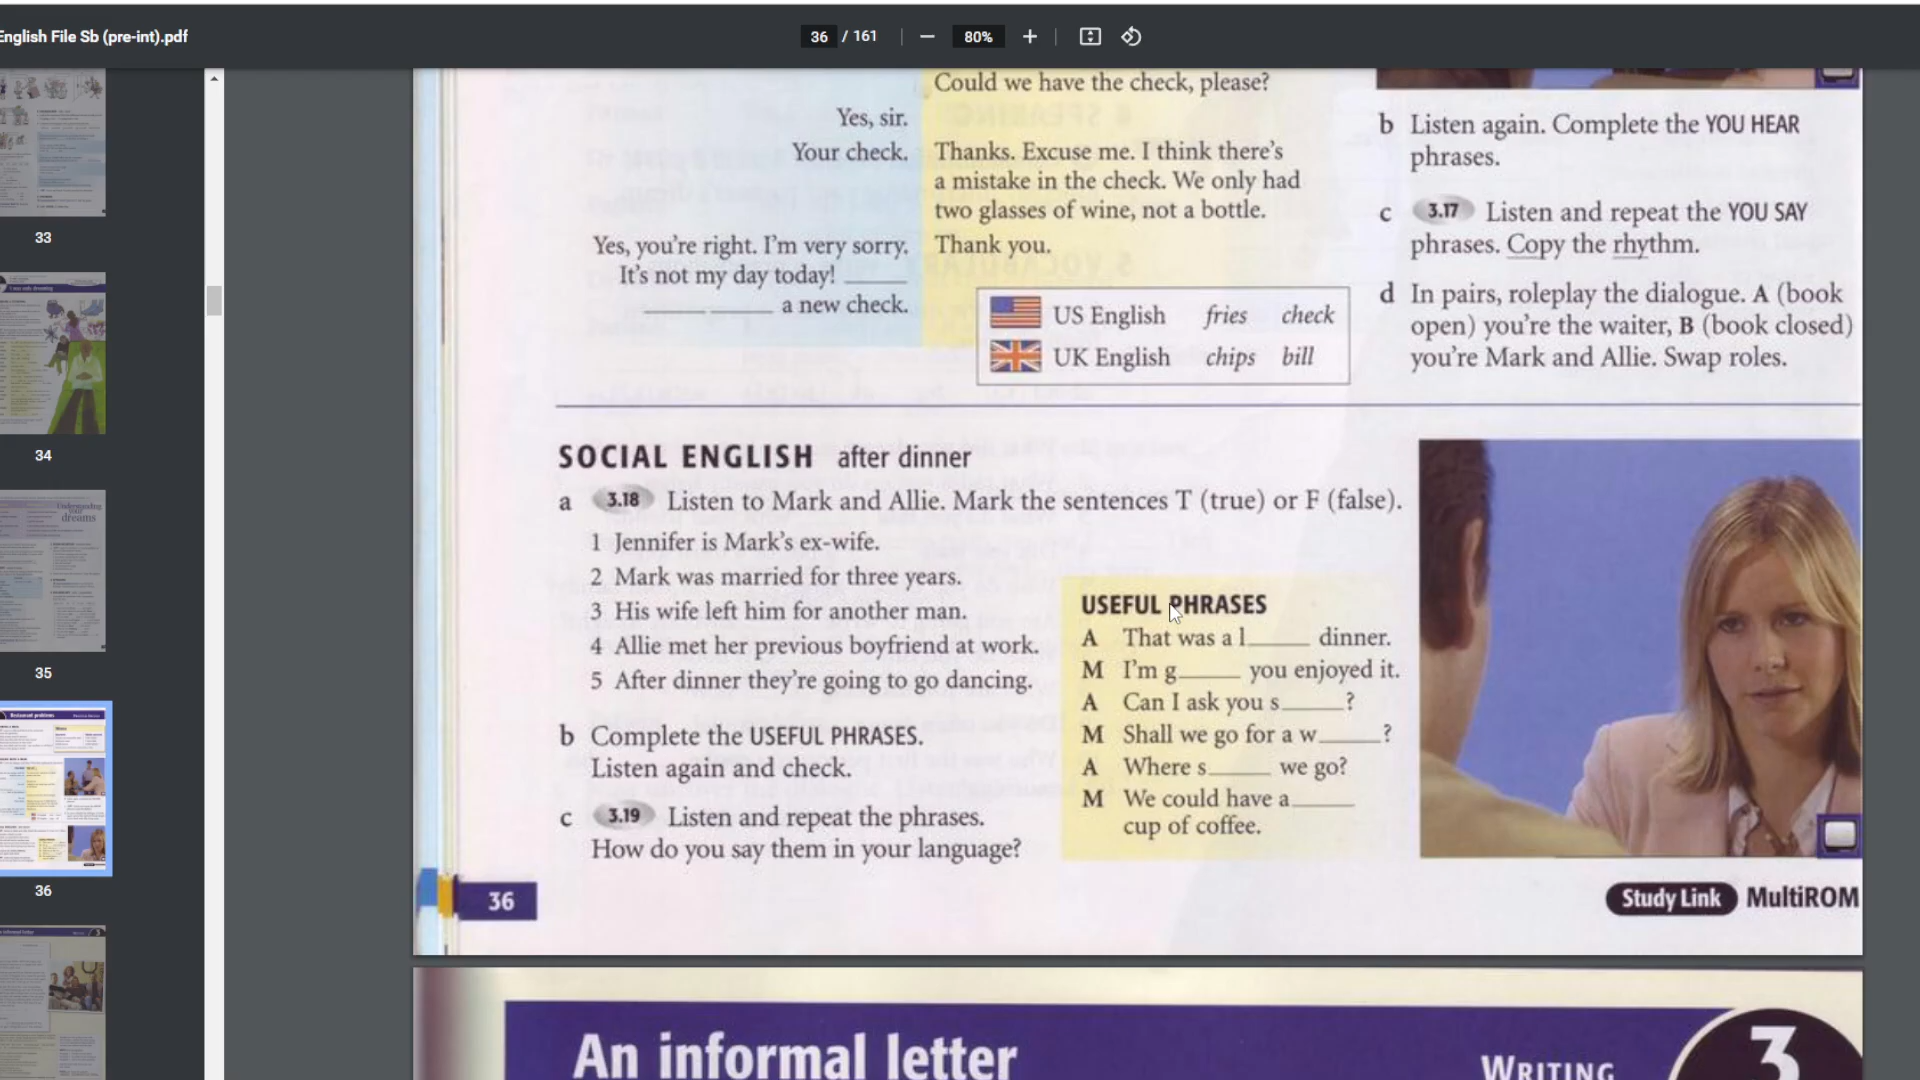 English File Sb (pre-int).pdf
36 / 161
80%
33
34
35
36
Could we have the check, please?
Yes, sir.
Your check.
Thanks. Excuse me. I think there's
a mistake in the check. We only had
two glasses of wine, not a bottle.
Yes, you're right. I'm very sorry.
Thank you.
It's not my day today! ______
______ ______ a new check.
US English fries check
UK English chips bill
b Listen again. Complete the YOU HEAR
phrases.
c 3.17 Listen and repeat the YOU SAY
phrases. Copy the rhythm.
d In pairs, roleplay the dialogue. A (book
open) you're the waiter, B (book closed)
you're Mark and Allie. Swap roles.
SOCIAL ENGLISH after dinner
a 3.18 Listen to Mark and Allie. Mark the sentences T (true) or F (false).
1 Jennifer is Mark's ex-wife.
2 Mark was married for three years.
3 His wife left him for another man.
4 Allie met her previous boyfriend at work.
5 After dinner they're going to go dancing.
b Complete the USEFUL PHRASES.
Listen again and check.
c 3.19 Listen and repeat the phrases.
How do you say them in your language?
USEFUL PHRASES
A That was a l______ dinner.
M I'm g______ you enjoyed it.
A Can I ask you s______?
M Shall we go for a w______?
A Where s______ we go?
M We could have a______
cup of coffee.
36
Study Link MultiROM
An informal letter
WRITING
3